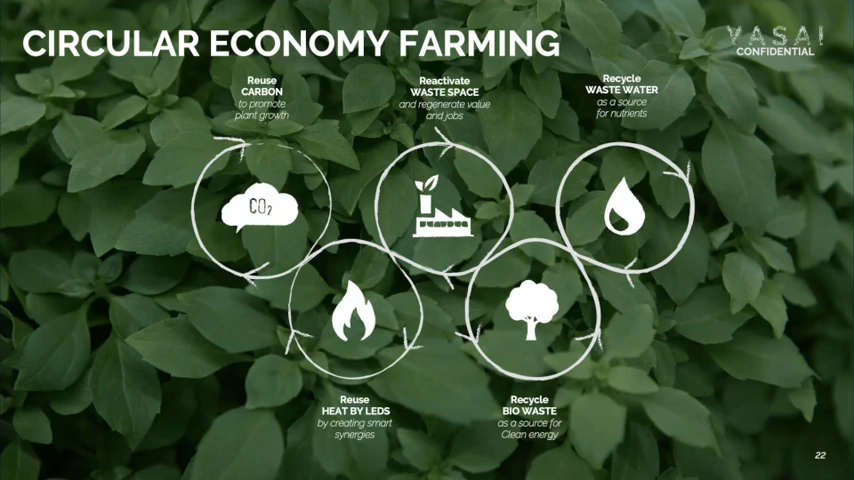 CIRCULAR ECONOMY FARMING
YASAI
CONFIDENTIAL
Reuse
CARBON
to promote
plant growth
Reactivate
WASTE SPACE
and regenerate value
and jobs
Recycle
WASTE WATER
as a source
for nutrients
CO2
Reuse
HEAT BY LEDS
by creating smart
synergies
Recycle
BIO WASTE
as a source for
Clean energy
22